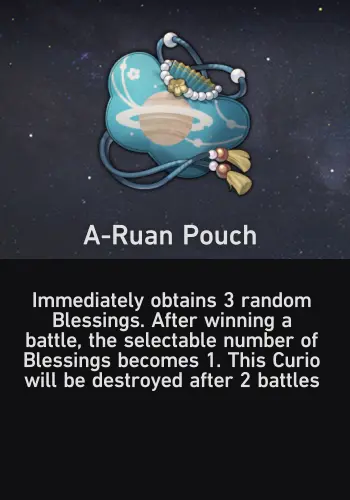 A-Ruan Pouch
Immediately obtains 3 random
Blessings. After winning a
battle, the selectable number of
Blessings becomes 1. This Curio
will be destroyed after 2 battles